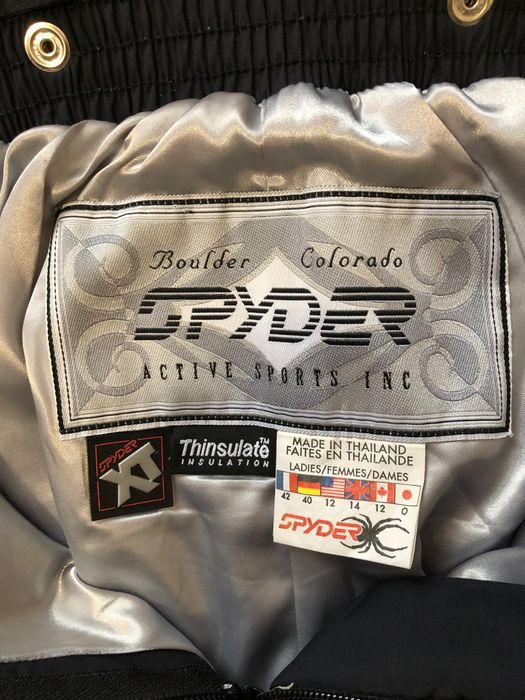 Boulder Colorado
SPYDER
ACTIVE SPORTS INC
SPYDER
XT
Thinsulate™
INSULATION
MADE IN THAILAND
FAITES EN THAILANDE
LADIES/FEMMES/DAMES
42 40 12 14 12 0
SPYDER